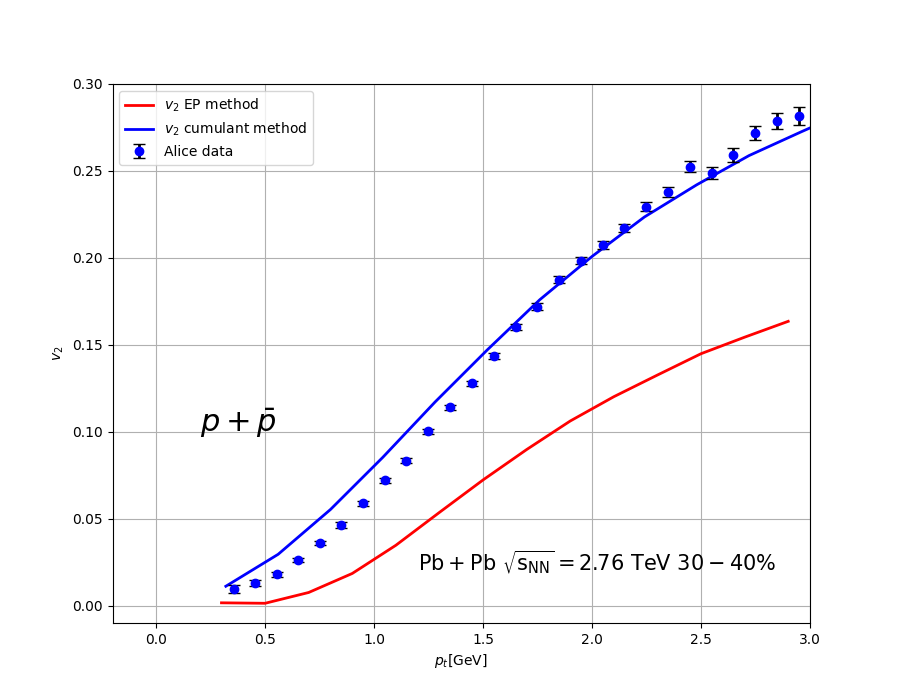 0.30
0.25
0.20
0.15
0.10
0.05
0.00
v₂
v₂ EP method
v₂ cumulant method
Alice data
p + p̄
Pb + Pb √s_NN = 2.76 TeV 30 − 40%
0.0 0.5 1.0 1.5 2.0 2.5 3.0
p_t[GeV]